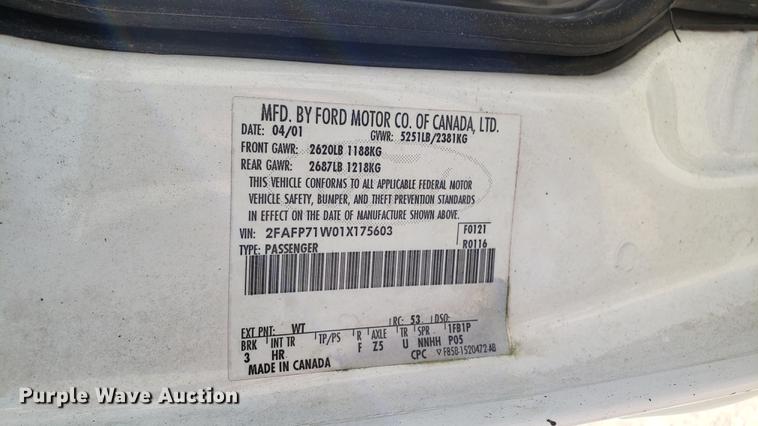 MFD. BY FORD MOTOR CO. OF CANADA, LTD.
DATE: 04/01 GVWR: 5251LB/2381KG
FRONT GAWR: 2620LB 1188KG
REAR GAWR: 2687LB 1218KG
THIS VEHICLE CONFORMS TO ALL APPLICABLE FEDERAL MOTOR
VEHICLE SAFETY, BUMPER, AND THEFT PREVENTION STANDARDS
IN EFFECT ON THE DATE OF MANUFACTURE SHOWN ABOVE.
VIN: 2FAFP71W01X175603 F0121
TYPE: PASSENGER R0116
EXT PNT: WT RC: 53 DSO:
BRK INT TR TP/PS R AXLE TR SPR 1FB1P
3 HR F Z5 U NNHH P05
MADE IN CANADA CPC F85B-1520472-AB
Purple Wave Auction